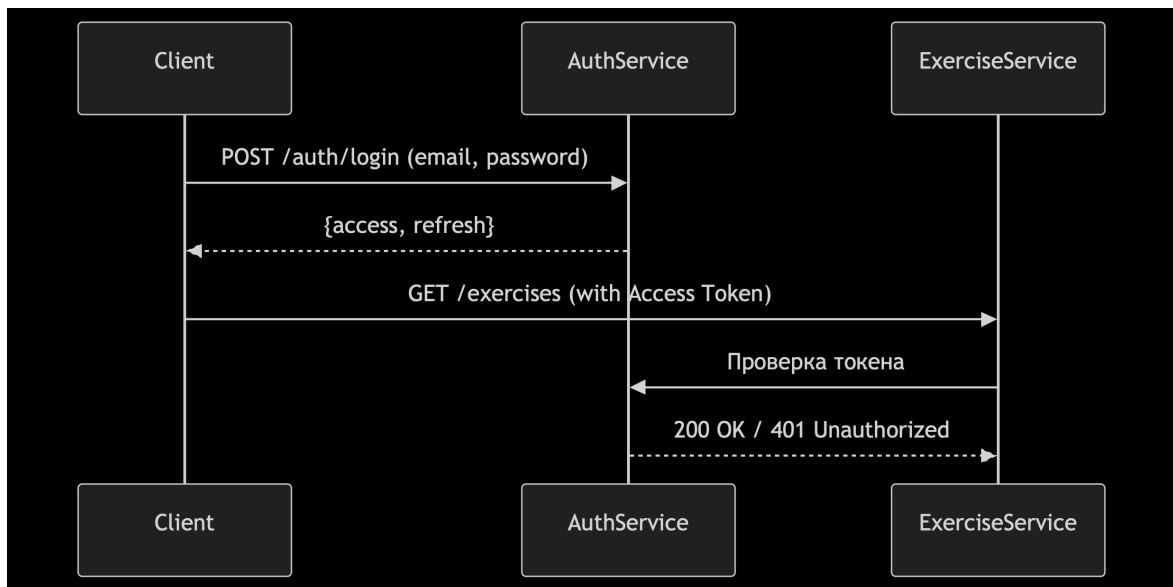 Client
AuthService
ExerciseService
POST /auth/login (email, password)
{access, refresh}
GET /exercises (with Access Token)
Проверка токена
200 OK / 401 Unauthorized
Client
AuthService
ExerciseService